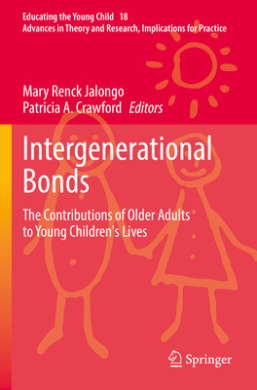 Educating the Young Child 18
Advances in Theory and Research, Implications for Practice
Mary Renck Jalongo
Patricia A. Crawford Editors
Intergenerational
Bonds
The Contributions of Older Adults
to Young Children's Lives
Springer